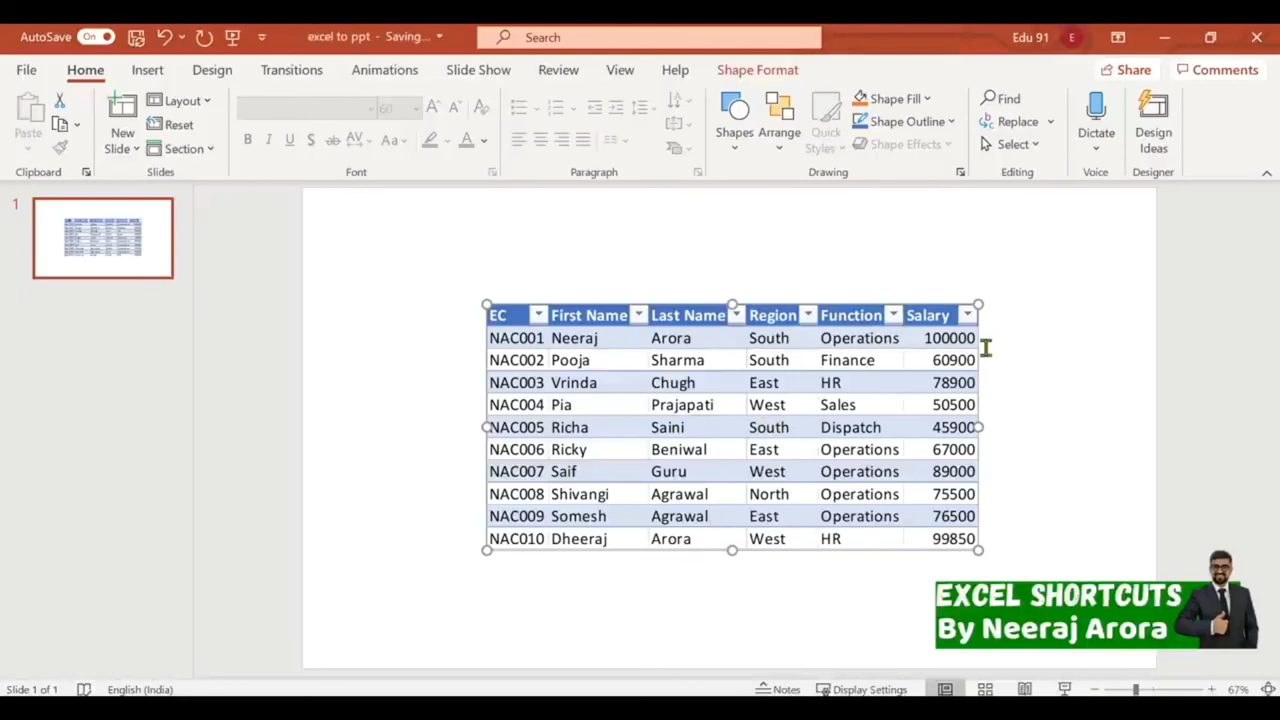 AutoSave On excel to ppt - Saving... Search Edu 91 E
File Home Insert Design Transitions Animations Slide Show Review View Help Shape Format Share Comments
60
Paste
New Slide
Layout
Reset
Section
B I U S ab AV Aa A
Shapes Arrange Quick Styles
Shape Fill
Shape Outline
Shape Effects
Find
Replace
Select
Dictate
Design Ideas
Clipboard Slides Font Paragraph Drawing Editing Voice Designer
1
EC First Name Last Name Region Function Salary
NAC001 Neeraj Arora South Operations 100000
NAC002 Pooja Sharma South Finance 60900
NAC003 Vrinda Chugh East HR 78900
NAC004 Pia Prajapati West Sales 50500
NAC005 Richa Saini South Dispatch 45900
NAC006 Ricky Beniwal East Operations 67000
NAC007 Saif Guru West Operations 89000
NAC008 Shivangi Agrawal North Operations 75500
NAC009 Somesh Agrawal East Operations 76500
NAC010 Dheeraj Arora West HR 99850
EXCEL SHORTCUTS
By Neeraj Arora
Slide 1 of 1 English (India) Notes Display Settings 67%